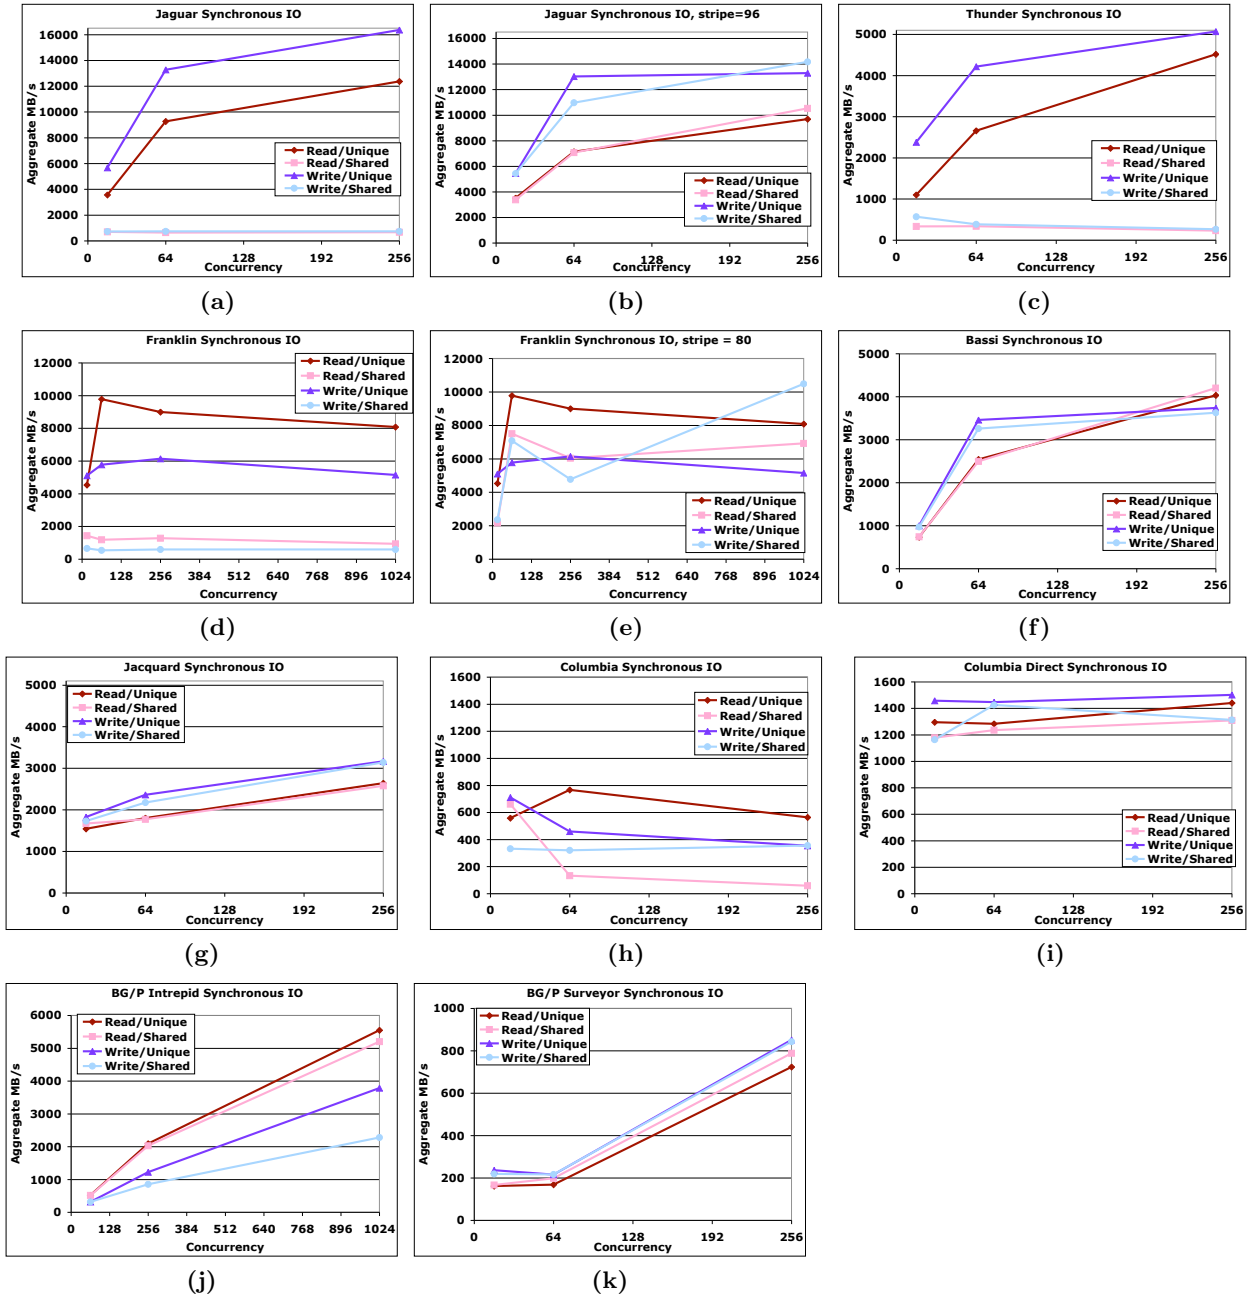 Jaguar Synchronous IO
Aggregate MB/s
16000
14000
12000
10000
8000
6000
4000
2000
0
Read/Unique
Read/Shared
Write/Unique
Write/Shared
0 64 128 192 256
Concurrency
(a)
Jaguar Synchronous IO, stripe=96
Aggregate MB/s
16000
14000
12000
10000
8000
6000
4000
2000
0
Read/Unique
Read/Shared
Write/Unique
Write/Shared
0 64 128 192 256
Concurrency
(b)
Thunder Synchronous IO
Aggregate MB/s
5000
4000
3000
2000
1000
0
Read/Unique
Read/Shared
Write/Unique
Write/Shared
0 64 128 192 256
Concurrency
(c)
Franklin Synchronous IO
Aggregate MB/s
12000
10000
8000
6000
4000
2000
0
Read/Unique
Read/Shared
Write/Unique
Write/Shared
0 128 256 384 512 640 768 896 1024
Concurrency
(d)
Franklin Synchronous IO, stripe = 80
Aggregate MB/s
12000
10000
8000
6000
4000
2000
0
Read/Unique
Read/Shared
Write/Unique
Write/Shared
0 128 256 384 512 640 768 896 1024
Concurrency
(e)
Bassi Synchronous IO
Aggregate MB/s
5000
4000
3000
2000
1000
0
Read/Unique
Read/Shared
Write/Unique
Write/Shared
0 64 128 192 256
Concurrency
(f)
Jacquard Synchronous IO
Aggregate MB/s
5000
4000
3000
2000
1000
0
Read/Unique
Read/Shared
Write/Unique
Write/Shared
0 64 128 192 256
Concurrency
(g)
Columbia Synchronous IO
Aggregate MB/s
1600
1400
1200
1000
800
600
400
200
0
Read/Unique
Read/Shared
Write/Unique
Write/Shared
0 64 128 192 256
Concurrency
(h)
Columbia Direct Synchronous IO
Aggregate MB/s
1600
1400
1200
1000
800
600
400
200
0
Read/Unique
Read/Shared
Write/Unique
Write/Shared
0 64 128 192 256
Concurrency
(i)
BG/P Intrepid Synchronous IO
Aggregate MB/s
6000
5000
4000
3000
2000
1000
0
Read/Unique
Read/Shared
Write/Unique
Write/Shared
0 128 256 384 512 640 768 896 1024
Concurrency
(j)
BG/P Surveyor Synchronous IO
Aggregate MB/s
1000
800
600
400
200
0
Read/Unique
Read/Shared
Write/Unique
Write/Shared
0 64 128 192 256
Concurrency
(k)